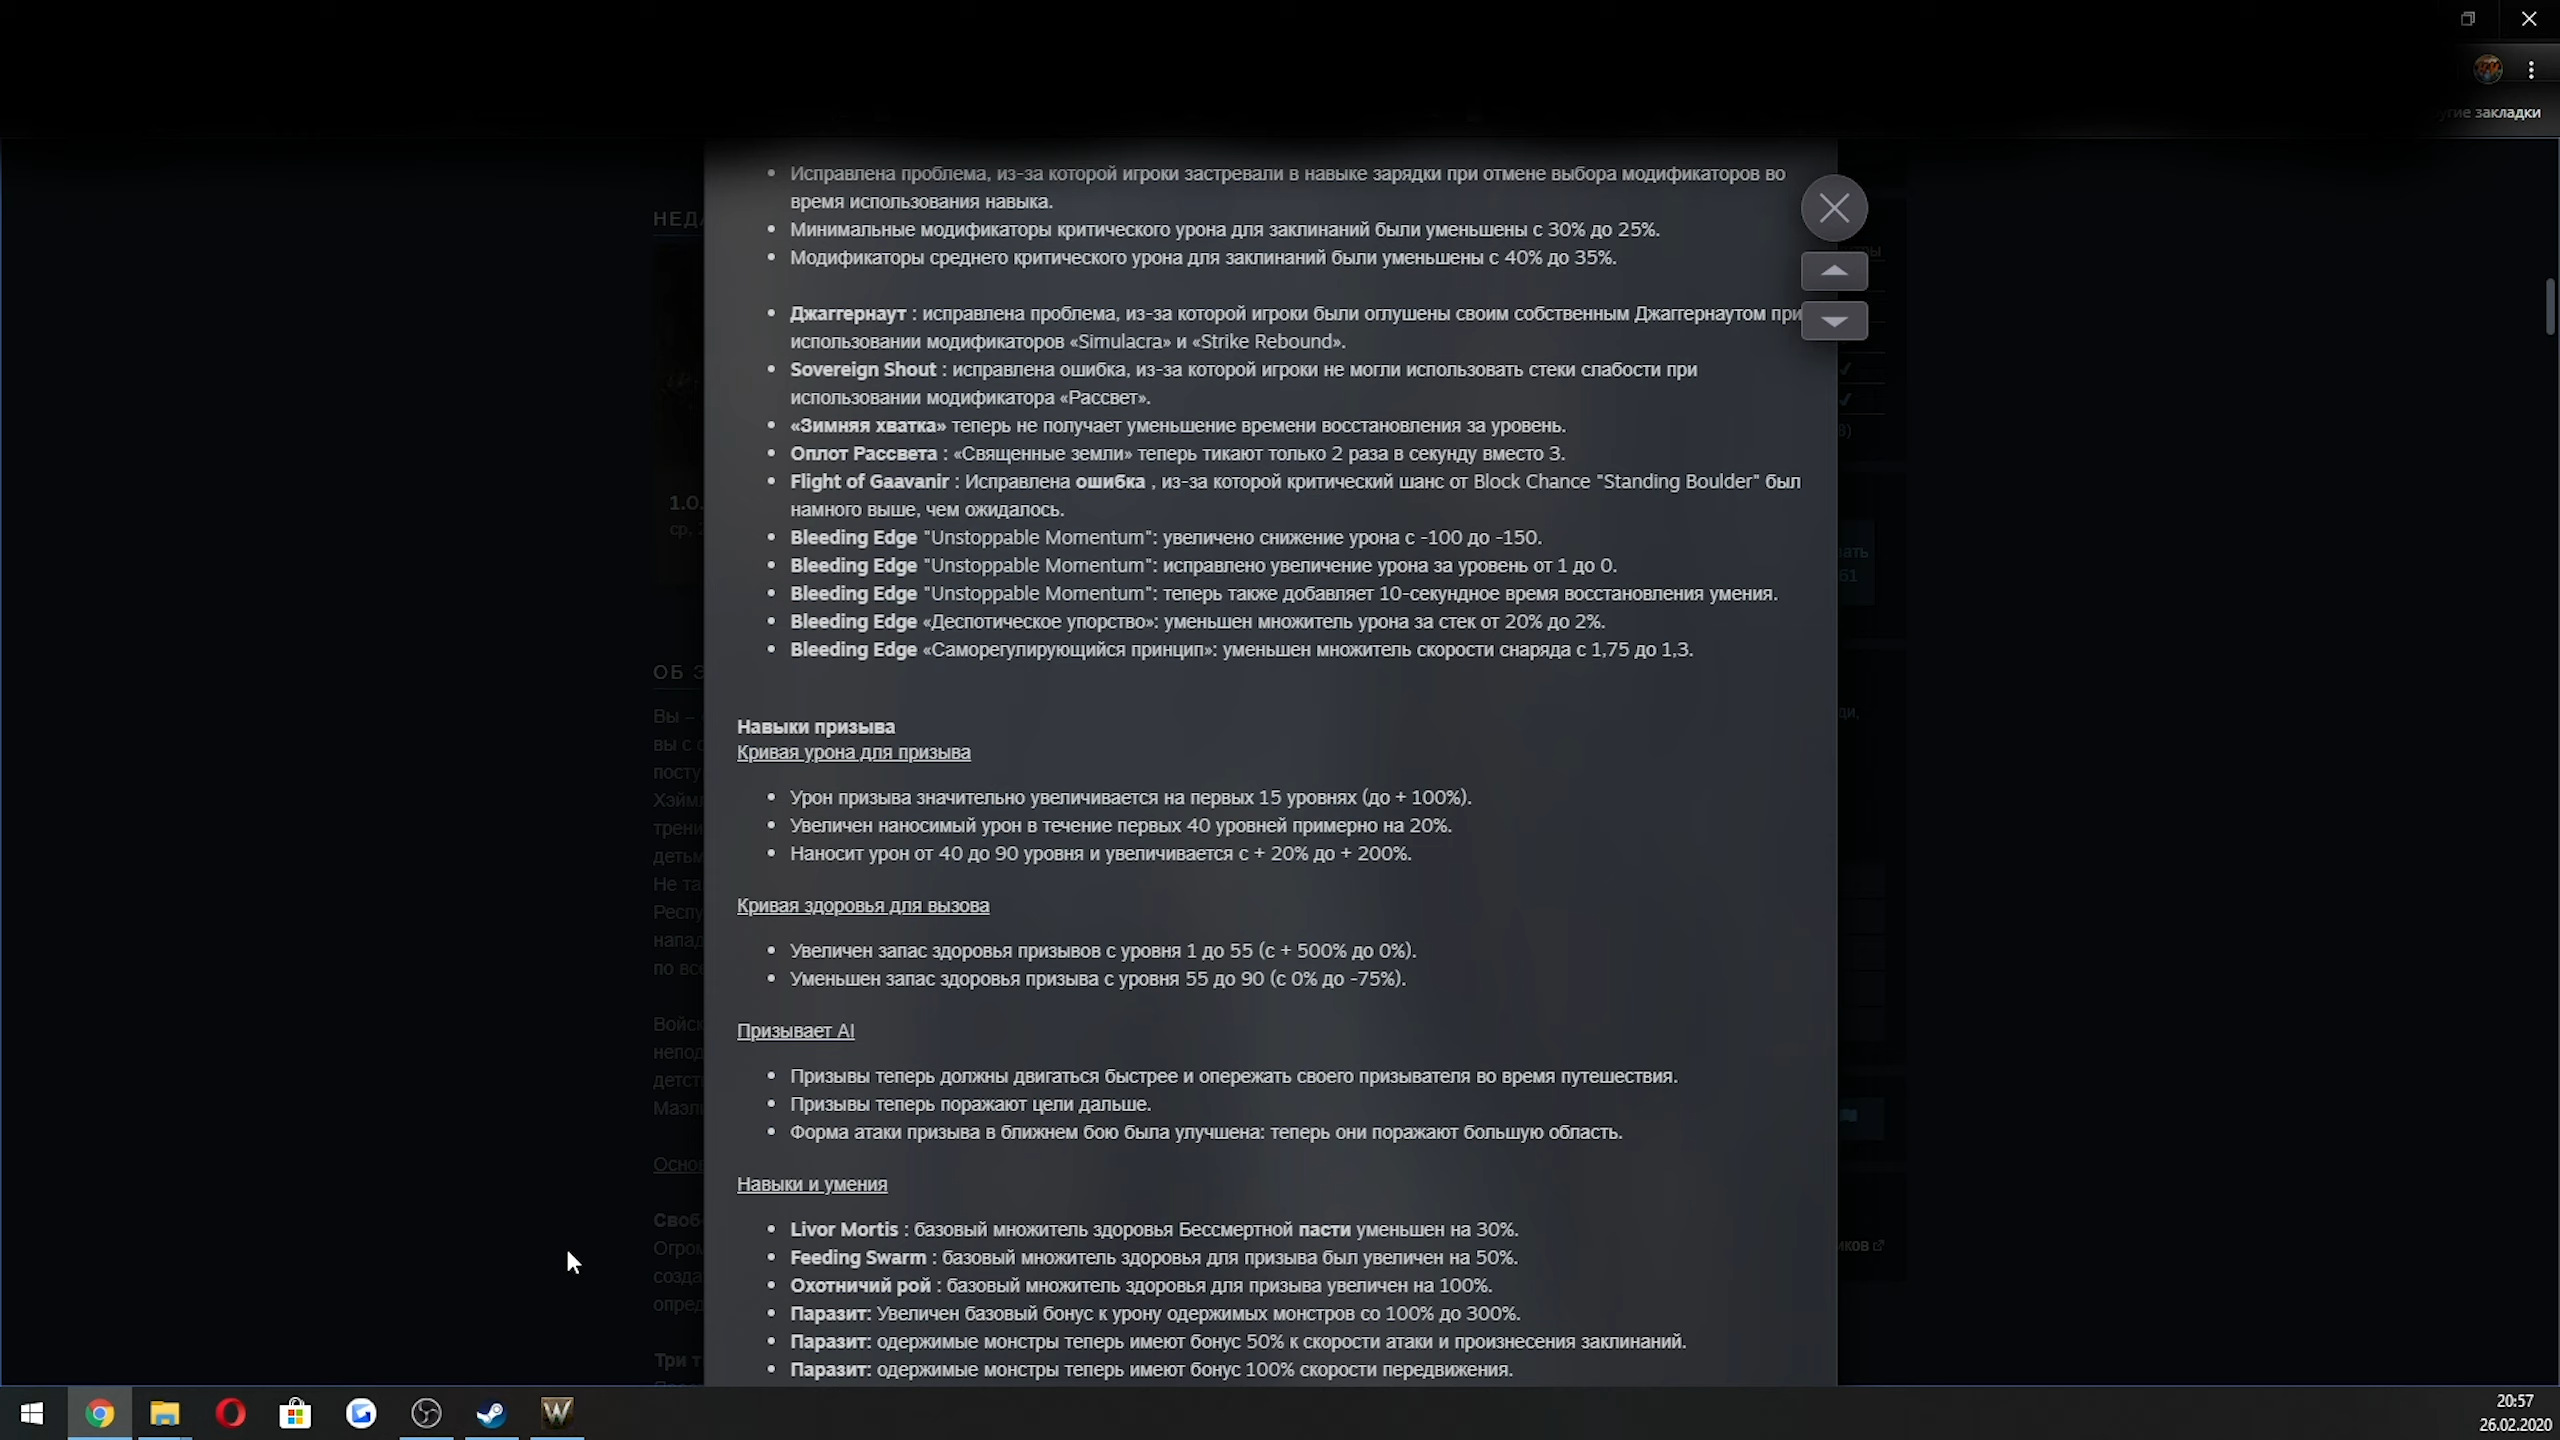 закладки
Исправлена проблема, из-за которой игроки застревали в навыке зарядки при отмене выбора модификаторов во
время использования навыка.
Минимальные модификаторы критического урона для заклинаний были уменьшены с 30% до 25%.
Модификаторы среднего критического урона для заклинаний были уменьшены с 40% до 35%.
Джаггернаут : исправлена проблема, из-за которой игроки были оглушены своим собственным Джаггернаутом при
использовании модификаторов «Simulacra» и «Strike Rebound».
Sovereign Shout : исправлена ошибка, из-за которой игроки не могли использовать стеки слабости при
использовании модификатора «Рассвет».
«Зимняя хватка» теперь не получает уменьшение времени восстановления за уровень.
Оплот Рассвета : «Священные земли» теперь тикают только 2 раза в секунду вместо 3.
Flight of Gaavanir : Исправлена ошибка , из-за которой критический шанс от Block Chance "Standing Boulder" был
намного выше, чем ожидалось.
Bleeding Edge "Unstoppable Momentum": увеличено снижение урона с -100 до -150.
Bleeding Edge "Unstoppable Momentum": исправлено увеличение урона за уровень от 1 до 0.
Bleeding Edge "Unstoppable Momentum": теперь также добавляет 10-секундное время восстановления умения.
Bleeding Edge «Деспотическое упорство»: уменьшен множитель урона за стек от 20% до 2%.
Bleeding Edge «Саморегулирующийся принцип»: уменьшен множитель скорости снаряда с 1,75 до 1,3.
Навыки призыва
Кривая урона для призыва
Урон призыва значительно увеличивается на первых 15 уровнях (до + 100%).
Увеличен наносимый урон в течение первых 40 уровней примерно на 20%.
Наносит урон от 40 до 90 уровня и увеличивается с + 20% до + 200%.
Кривая здоровья для вызова
Увеличен запас здоровья призывов с уровня 1 до 55 (с + 500% до 0%).
Уменьшен запас здоровья призыва с уровня 55 до 90 (с 0% до -75%).
Призывает AI
Призывы теперь должны двигаться быстрее и опережать своего призывателя во время путешествия.
Призывы теперь поражают цели дальше.
Форма атаки призыва в ближнем бою была улучшена: теперь они поражают большую область.
Навыки и умения
Livor Mortis : базовый множитель здоровья Бессмертной пасти уменьшен на 30%.
Feeding Swarm : базовый множитель здоровья для призыва был увеличен на 50%.
Охотничий рой : базовый множитель здоровья для призыва увеличен на 100%.
Паразит: Увеличен базовый бонус к урону одержимых монстров со 100% до 300%.
Паразит: одержимые монстры теперь имеют бонус 50% к скорости атаки и произнесения заклинаний.
Паразит: одержимые монстры теперь имеют бонус 100% скорости передвижения.
20:57
26.02.2020